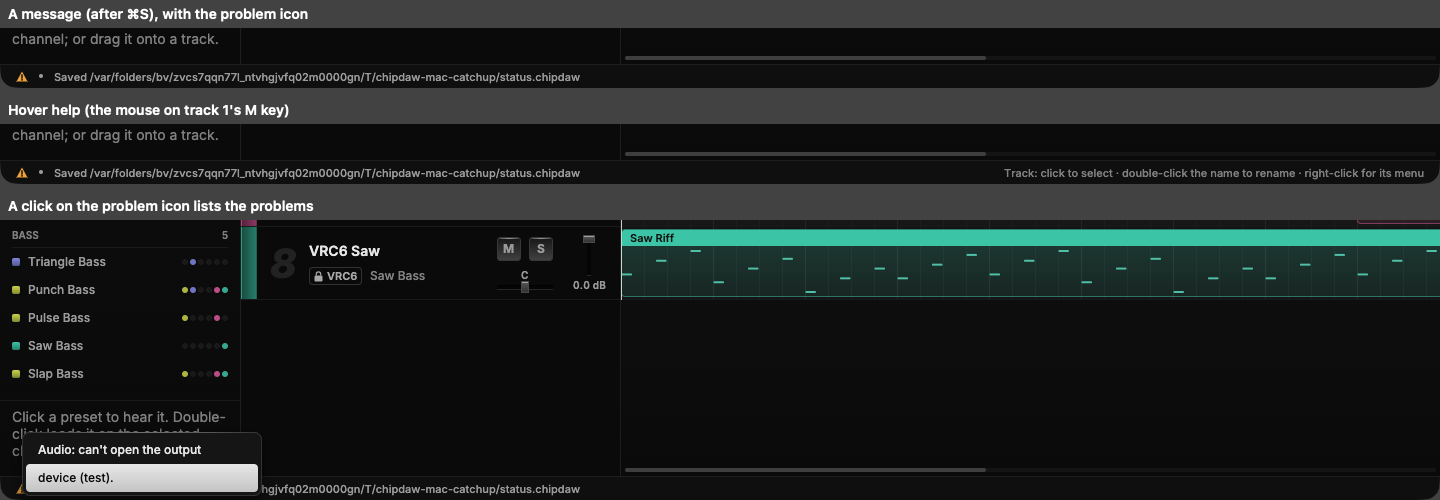 A message (after ⌘S), with the problem icon
channel; or drag it onto a track.
• Saved /var/folders/bv/zvcs7qqn77l_ntvhgjvfq02m0000gn/T/chipdaw-mac-catchup/status.chipdaw
Hover help (the mouse on track 1's M key)
channel; or drag it onto a track.
• Saved /var/folders/bv/zvcs7qqn77l_ntvhgjvfq02m0000gn/T/chipdaw-mac-catchup/status.chipdaw
Track: click to select · double-click the name to rename · right-click for its menu
A click on the problem icon lists the problems
BASS 5
Triangle Bass
Punch Bass
Pulse Bass
Saw Bass
Slap Bass
Click a preset to hear it. Double-
8
VRC6 Saw
VRC6 Saw Bass
M S
C
0.0 dB
Saw Riff
Audio: can't open the output
device (test).
hgjvfq02m0000gn/T/chipdaw-mac-catchup/status.chipdaw